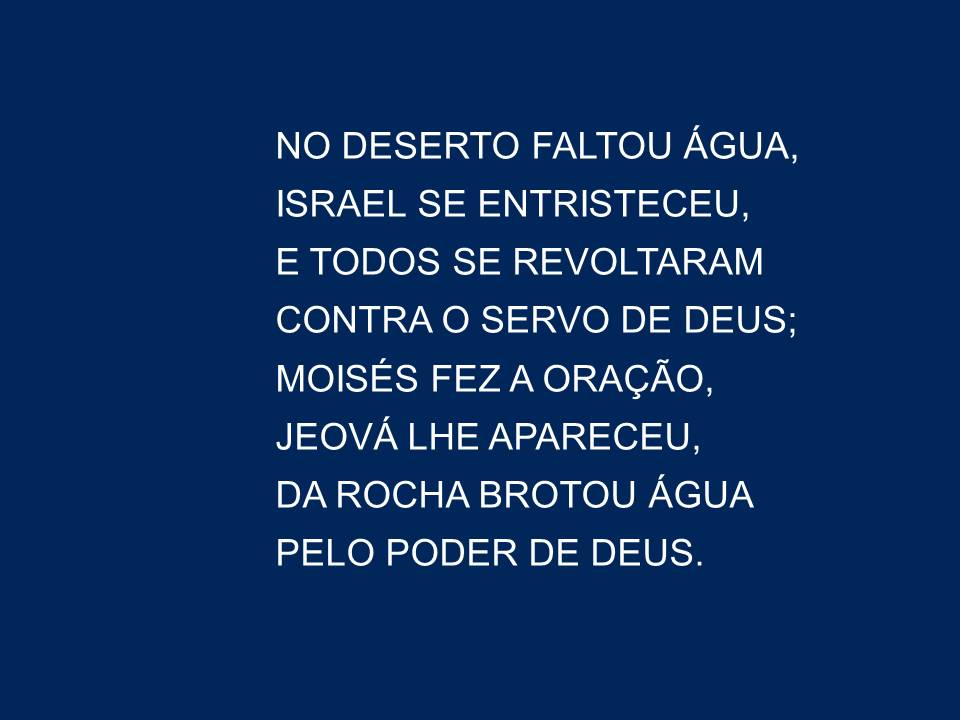 NO DESERTO FALTOU ÁGUA,
ISRAEL SE ENTRISTECEU,
E TODOS SE REVOLTARAM
CONTRA O SERVO DE DEUS;
MOISÉS FEZ A ORAÇÃO,
JEOVÁ LHE APARECEU,
DA ROCHA BROTOU ÁGUA
PELO PODER DE DEUS.